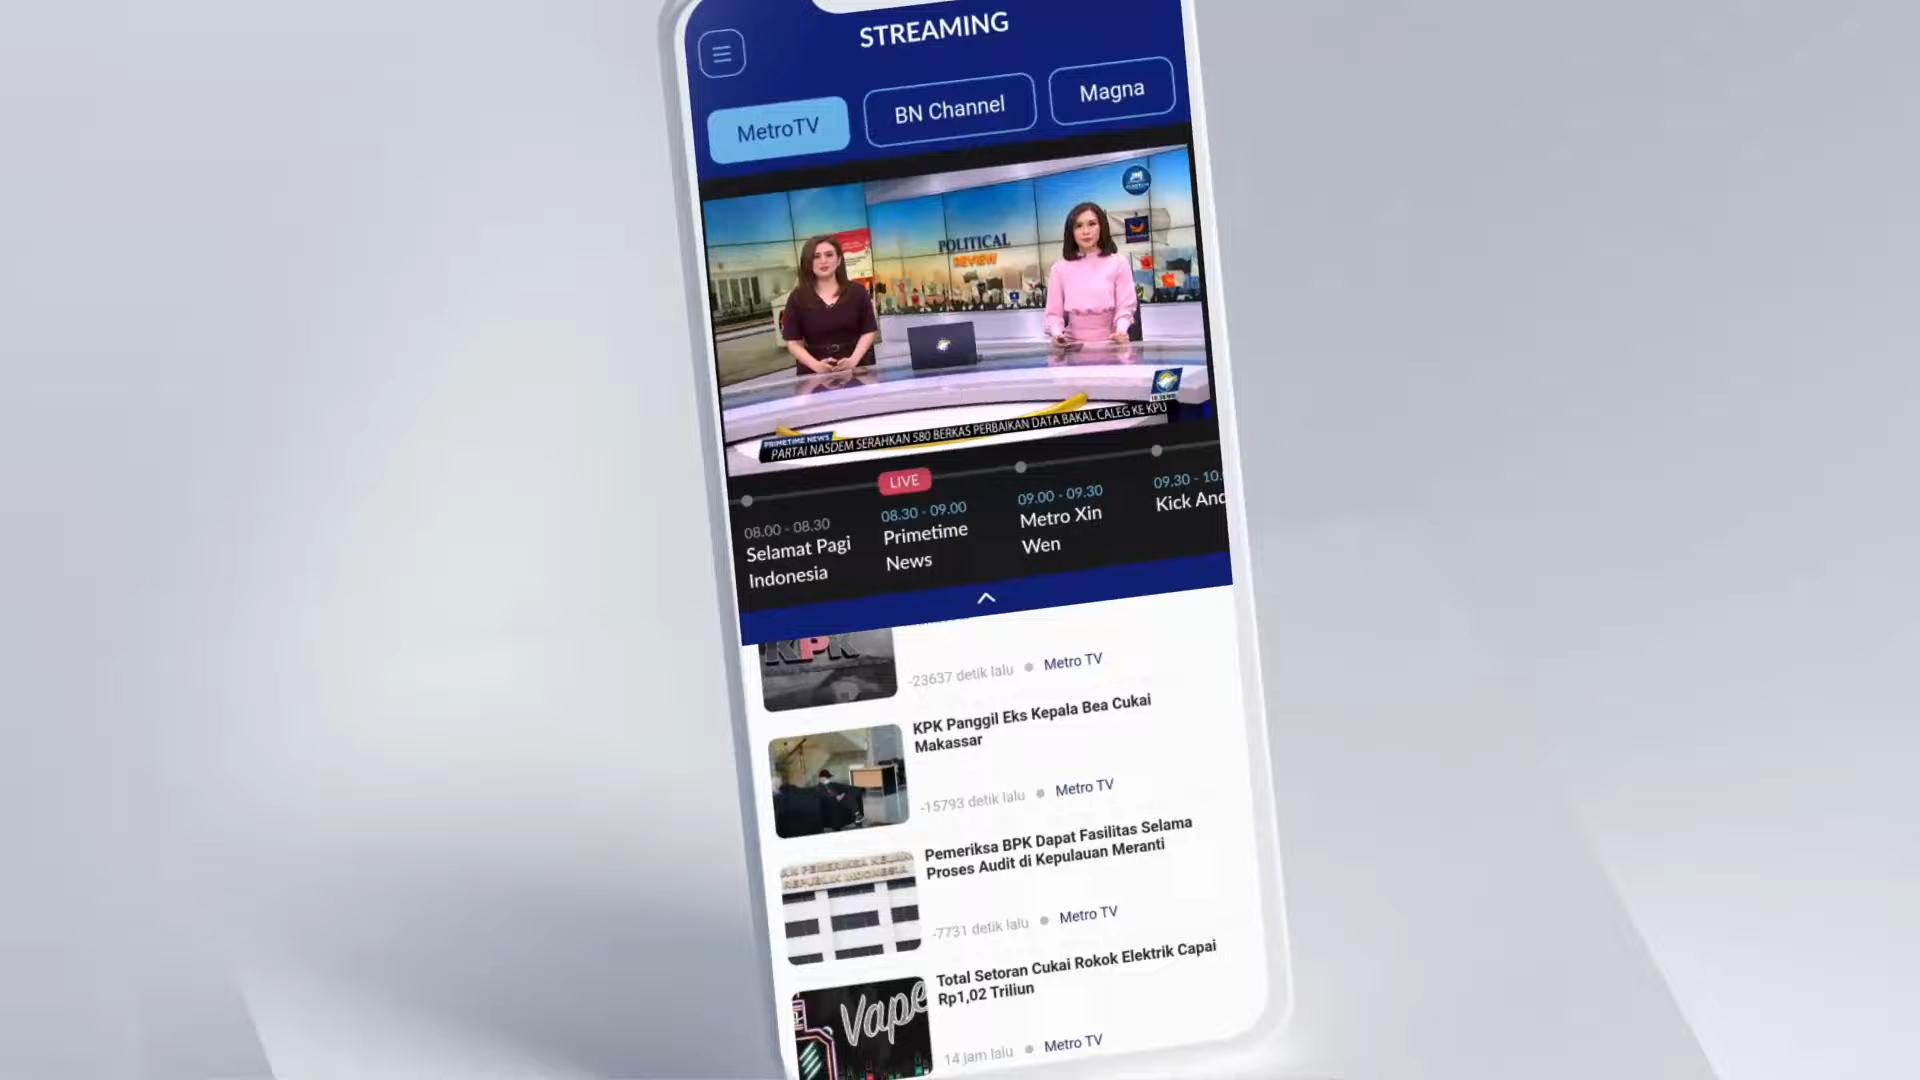 STREAMING
MetroTV
BN Channel
Magna
POLITICAL
REVIEW
PRIMETIME NEWS
PARTAI NASDEM SERAHKAN 580 BERKAS PERBAIKAN DATA BAKAL CALEG KE KPU
LIVE
08.00 - 08.30
Selamat Pagi
Indonesia
08.30 - 09.00
Primetime
News
09.00 - 09.30
Metro Xin
Wen
09.30 - 10.
Kick And
KPK
-23637 detik lalu
Metro TV
KPK Panggil Eks Kepala Bea Cukai
Makassar
-15793 detik lalu
Metro TV
Pemeriksa BPK Dapat Fasilitas Selama
Proses Audit di Kepulauan Meranti
REPUBLIK INDONESIA
-7731 detik lalu
Metro TV
Total Setoran Cukai Rokok Elektrik Capai
Rp1,02 Triliun
Vape
14 jam lalu
Metro TV